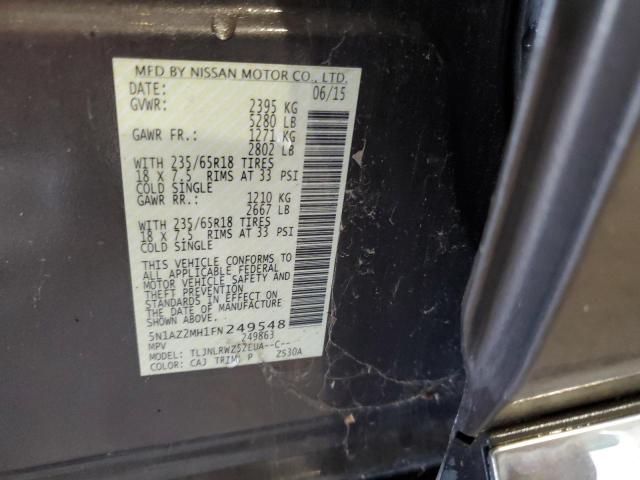 MFD BY NISSAN MOTOR CO., LTD.
DATE: 06/15
GVWR: 2395 KG
5280 LB
GAWR FR.: 1271 KG
2802 LB
WITH 235/65R18 TIRES
18 X 7.5 RIMS AT 33 PSI
COLD SINGLE
GAWR RR.: 1210 KG
2667 LB
WITH 235/65R18 TIRES
18 X 7.5 RIMS AT 33 PSI
COLD SINGLE
THIS VEHICLE CONFORMS TO
ALL APPLICABLE FEDERAL
MOTOR VEHICLE SAFETY AND
THEFT PREVENTION
STANDARDS IN EFFECT ON
THE DATE OF MANUFACTURE
SHOWN ABOVE.
5N1AZ2MH1FN249548
MPV 249863
MODEL: TLJNLRWZ52EUA--C--
COLOR: CAJ TRIM: P Z530A